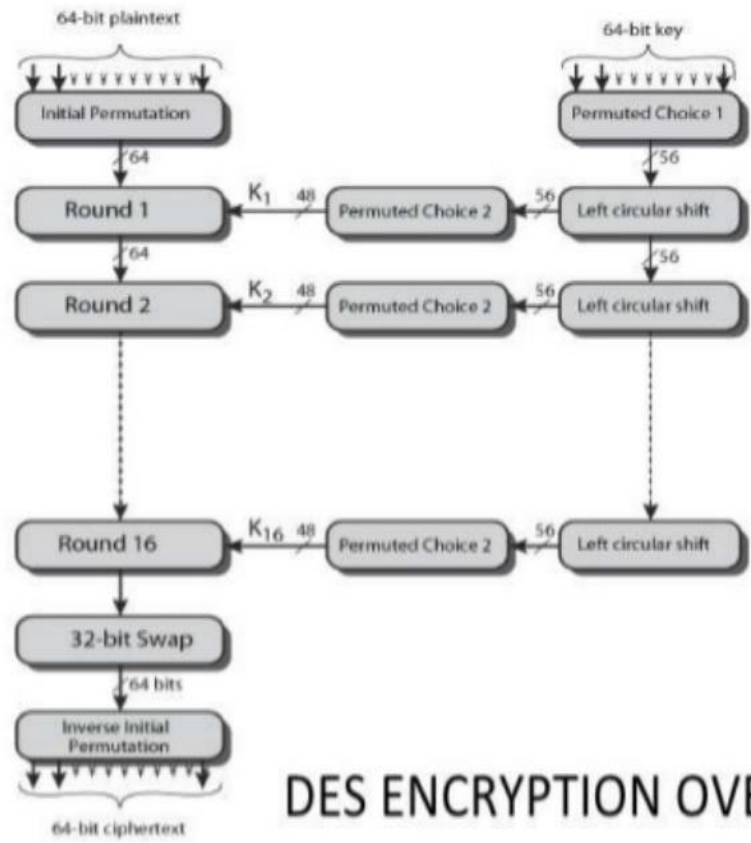 64-bit plaintext
64-bit key
Initial Permutation
Permuted Choice 1
64
56
Round 1
K1
48
Permuted Choice 2
56
Left circular shift
64
56
Round 2
K2
48
Permuted Choice 2
56
Left circular shift
Round 16
K16
48
Permuted Choice 2
56
Left circular shift
32-bit Swap
64 bits
Inverse Initial
Permutation
64-bit ciphertext
DES ENCRYPTION OVE